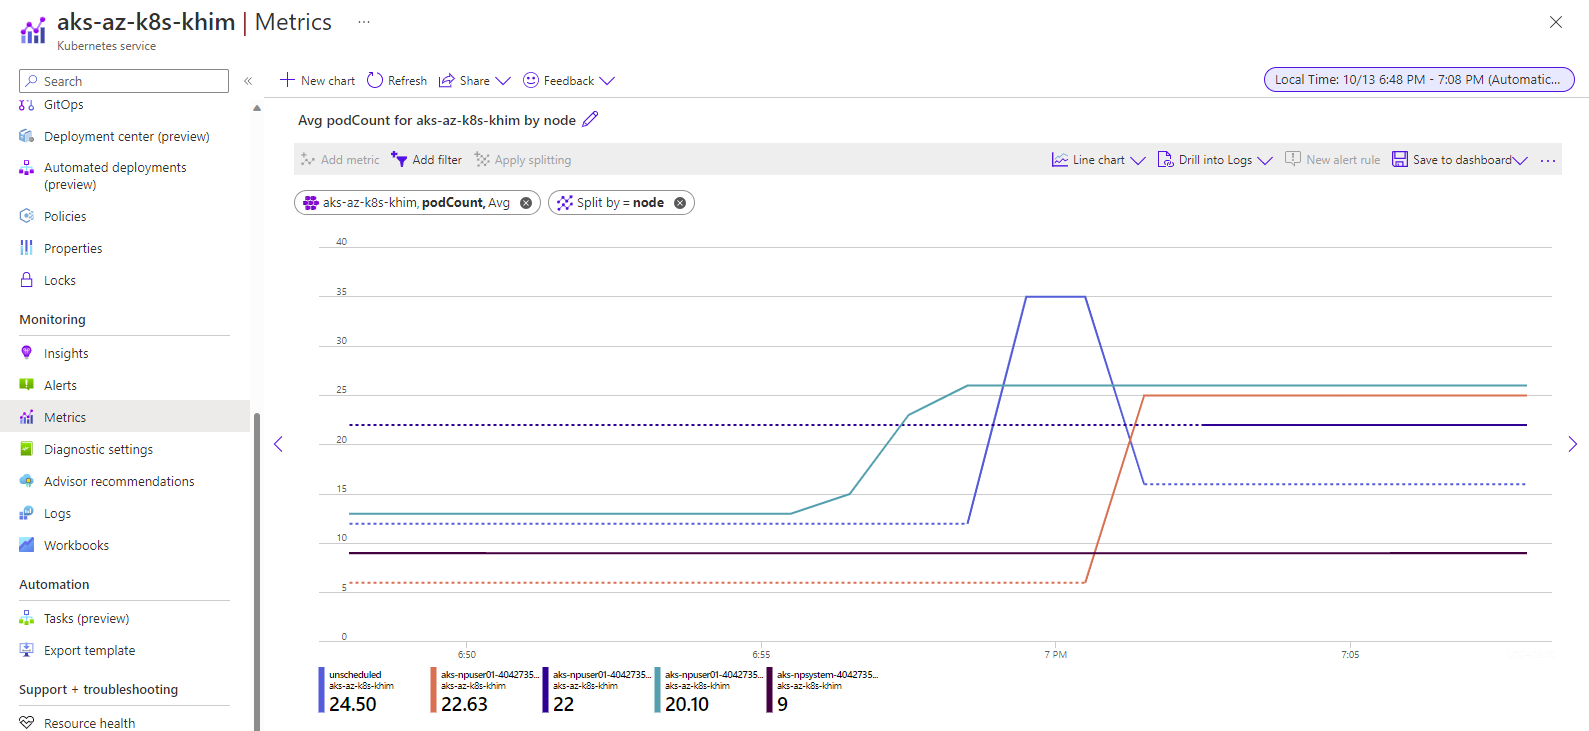 aks-az-k8s-khim | Metrics ...
Kubernetes service
Search
«
GitOps
Deployment center (preview)
Automated deployments
(preview)
Policies
Properties
Locks
Monitoring
Insights
Alerts
Metrics
Diagnostic settings
Advisor recommendations
Logs
Workbooks
Automation
Tasks (preview)
Export template
Support + troubleshooting
Resource health
New chart Refresh Share Feedback
Local Time: 10/13 6:48 PM - 7:08 PM (Automatic...
Avg podCount for aks-az-k8s-khim by node
Add metric Add filter Apply splitting Line chart Drill into Logs New alert rule Save to dashboard ...
aks-az-k8s-khim, podCount, Avg Split by = node
40
35
30
25
20
15
10
5
0
6:50 6:55 7 PM 7:05
unscheduled aks-npuser01-4042735... aks-npuser01-4042735... aks-npuser01-4042735... aks-npsystem-4042735...
aks-az-k8s-khim aks-az-k8s-khim aks-az-k8s-khim aks-az-k8s-khim aks-az-k8s-khim
24.50 22.63 22 20.10 9